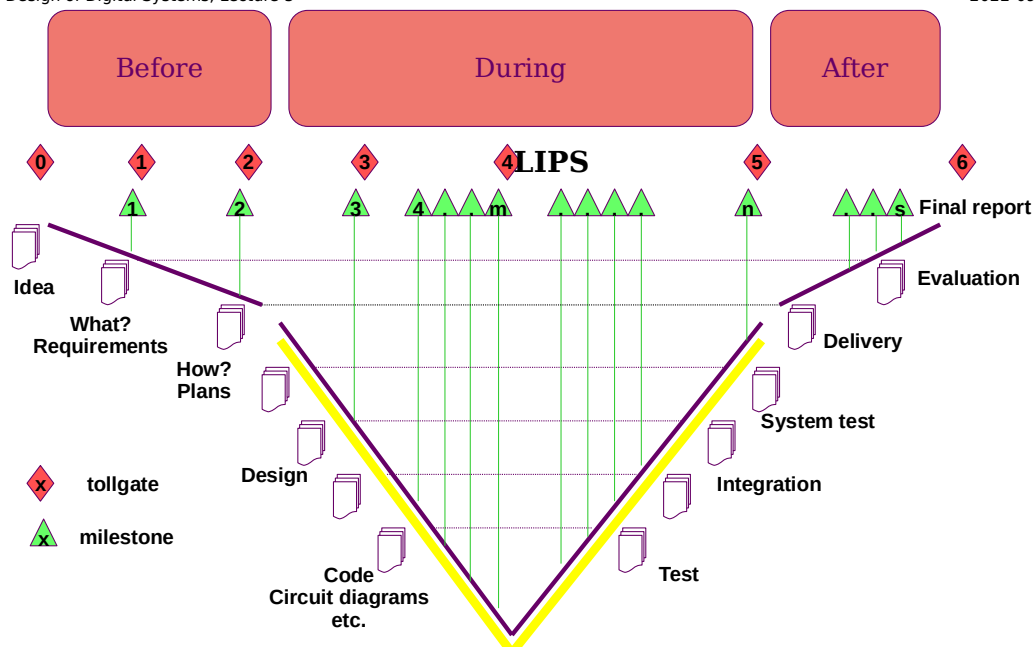 Before
During
After
0
1
2
3
4
LIPS
5
6
1
2
3
4
.
.
m
.
.
.
.
n
.
.
s
Final report
Idea
Evaluation
What?
Requirements
Delivery
How?
Plans
System test
Design
Integration
x tollgate
x milestone
Code
Circuit diagrams
etc.
Test